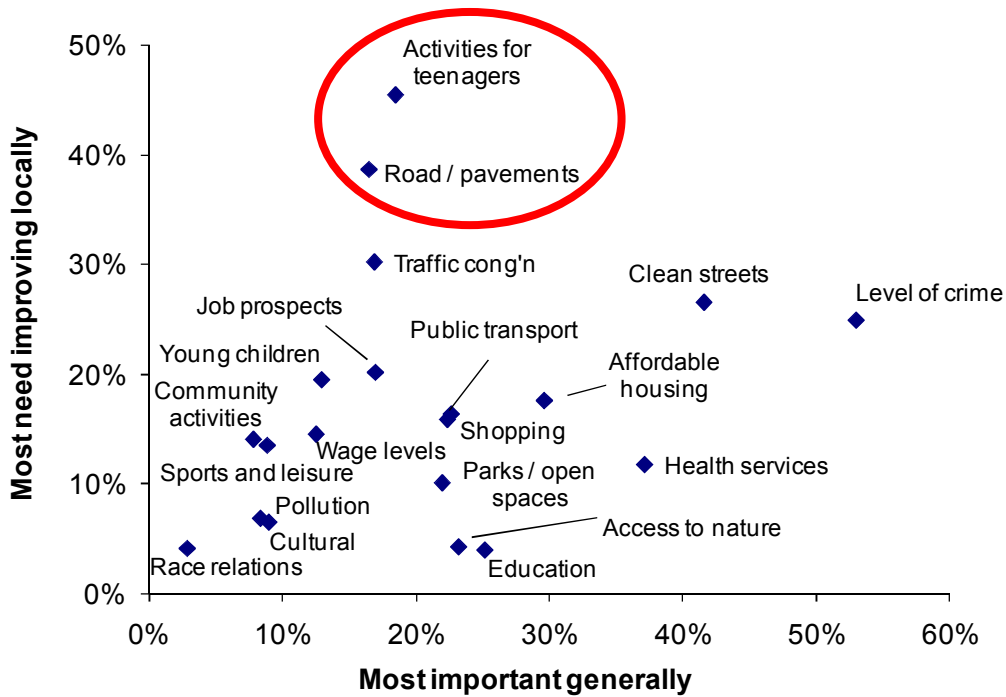 50%
40%
30%
20%
10%
0%
Most need improving locally
Activities for
teenagers
Road / pavements
Traffic cong'n
Clean streets
Level of crime
Job prospects
Public transport
Young children
Affordable
housing
Community
activities
Shopping
Wage levels
Sports and leisure
Parks / open
spaces
Health services
Pollution
Access to nature
Cultural
Race relations
Education
0% 10% 20% 30% 40% 50% 60%
Most important generally